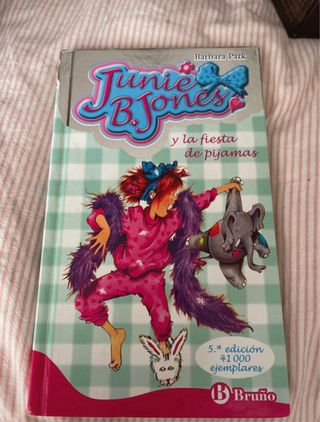 Barbara Park
Junie
B. Jones
y la fiesta
de pijamas
5.ª edición
41 000
ejemplares
B Bruño